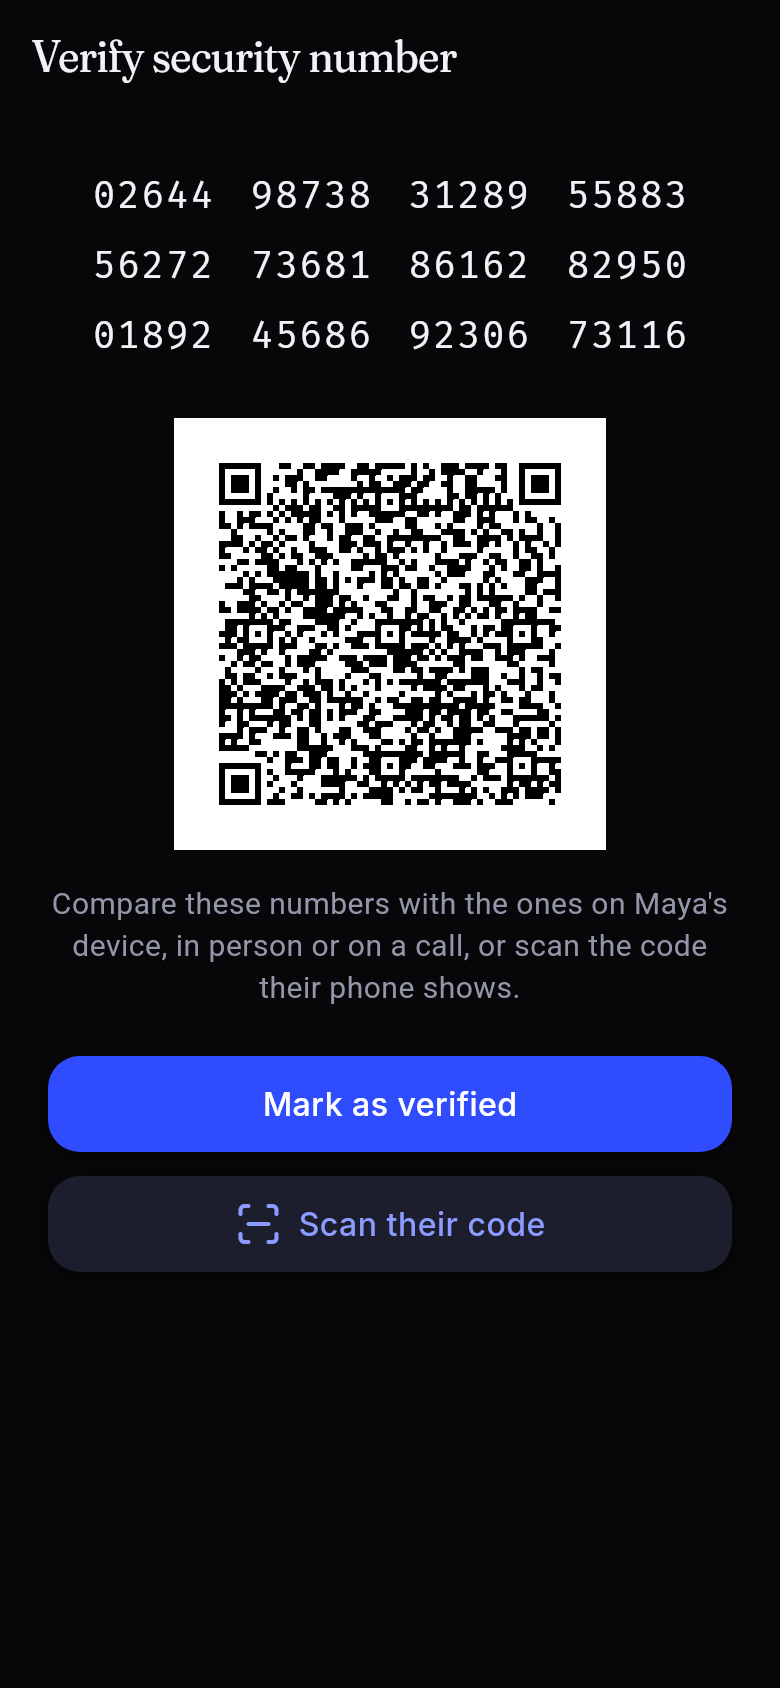 Verify security number
02644 98738 31289 55883
56272 73681 86162 82950
01892 45686 92306 73116
Compare these numbers with the ones on Maya's
device, in person or on a call, or scan the code
their phone shows.
Mark as verified
Scan their code